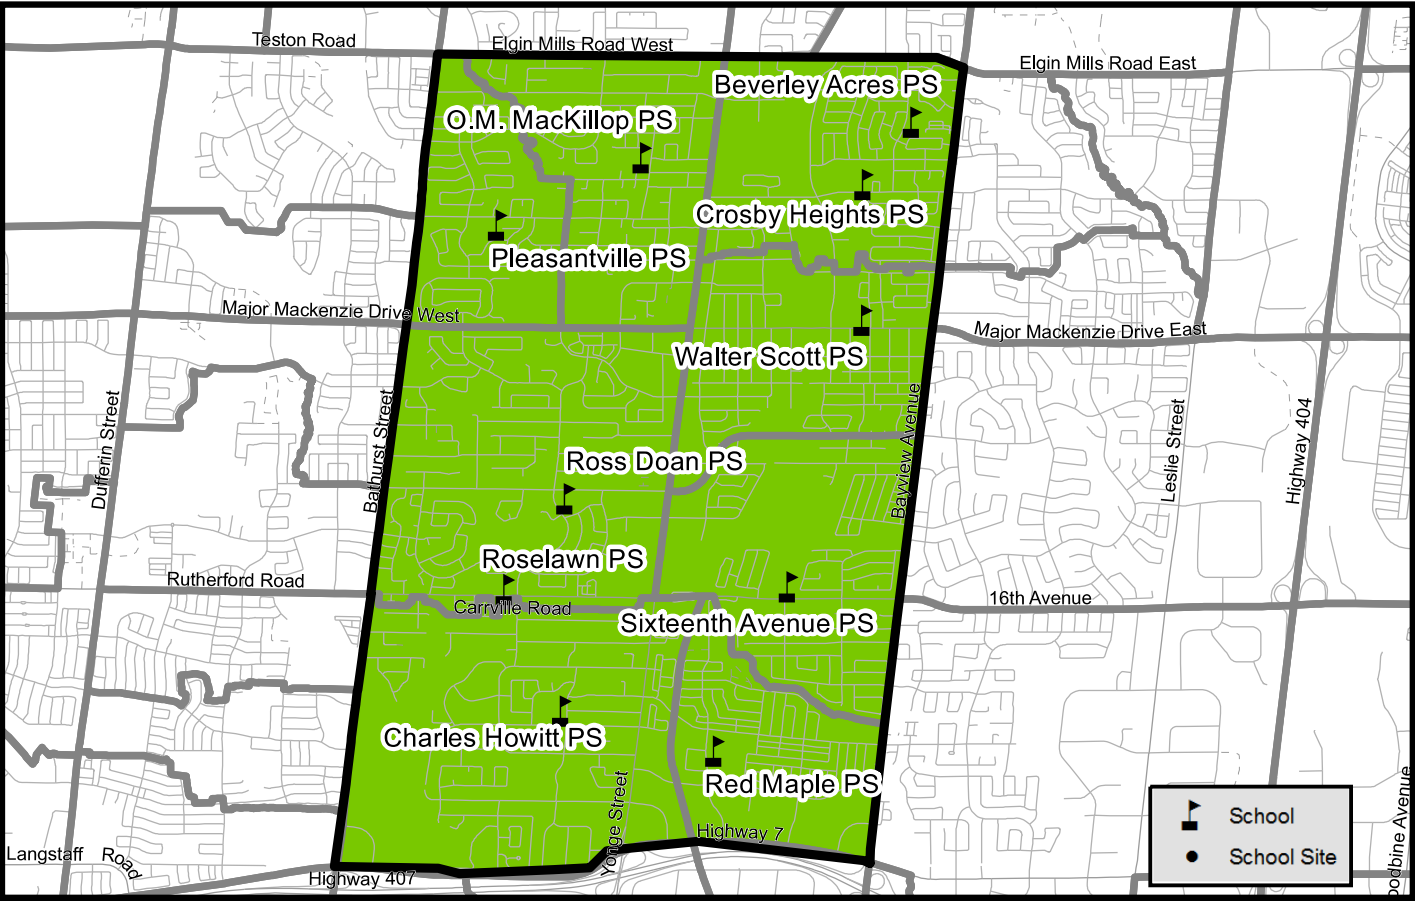 Teston Road
Elgin Mills Road West
Elgin Mills Road East
Beverley Acres PS
O.M. MacKillop PS
Crosby Heights PS
Pleasantville PS
Major Mackenzie Drive West
Major Mackenzie Drive East
Walter Scott PS
Dufferin Street
Bathurst Street
Bayview Avenue
Leslie Street
Highway 404
Ross Doan PS
Roselawn PS
Rutherford Road
Carrville Road
16th Avenue
Sixteenth Avenue PS
Charles Howitt PS
Red Maple PS
Yonge Street
Highway 7
School
School Site
Langstaff Road
Highway 407
oodbine Avenue